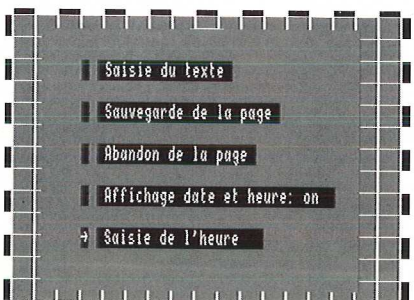 Saisie du texte
Sauvegarde de la page
Abandon de la page
Affichage date et heure: on
→ Saisie de l'heure